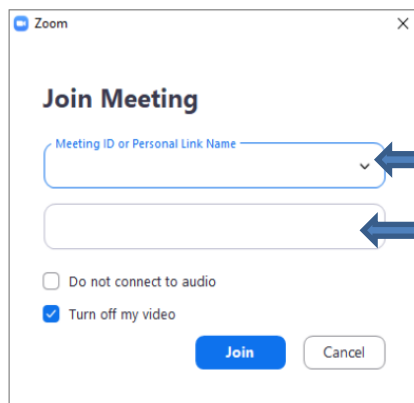 Zoom
Join Meeting
Meeting ID or Personal Link Name
Do not connect to audio
Turn off my video
Join Cancel